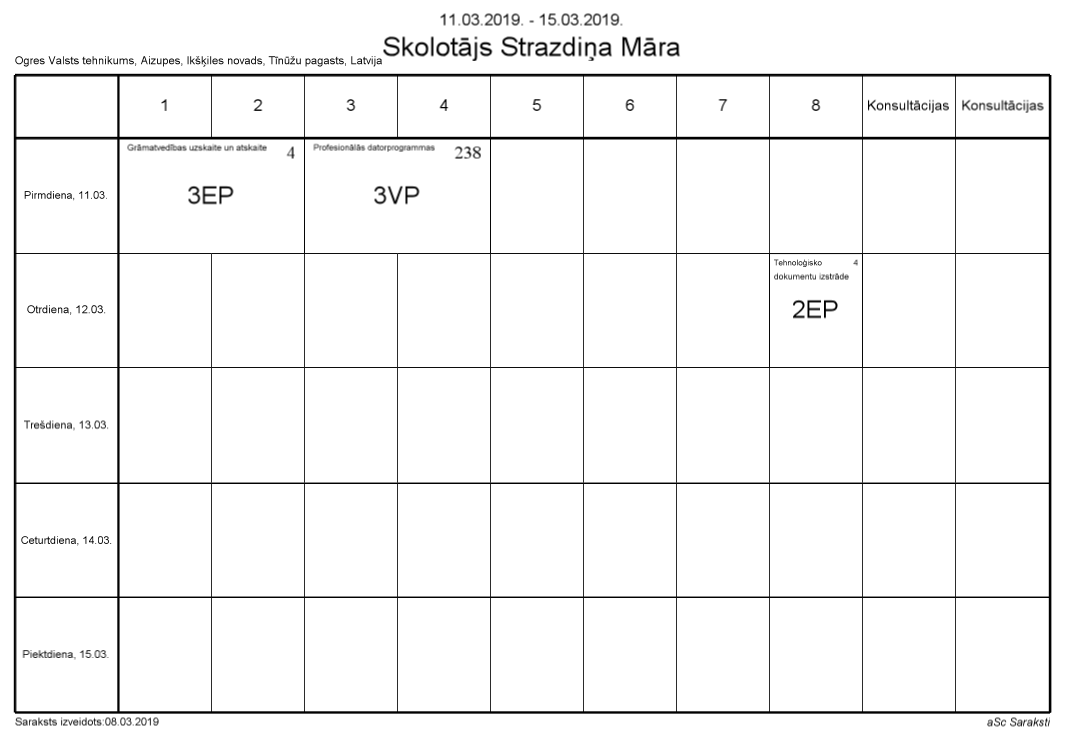 11.03.2019. - 15.03.2019.
Skolotājs Strazdiņa Māra
Ogres Valsts tehnikums, Aizupes, Ikšķiles novads, Tīnūžu pagasts, Latvija
1 2 3 4 5 6 7 8 Konsultācijas Konsultācijas
Pirmdiena, 11.03.
Grāmatvedības uzskaite un atskaite 4
3EP
Profesionālās datorprogrammas 238
3VP
Otrdiena, 12.03.
Tehnoloģisko 4
dokumentu izstrāde
2EP
Trešdiena, 13.03.
Ceturtdiena, 14.03.
Piektdiena, 15.03.
Saraksts izveidots:08.03.2019
aSc Saraksti